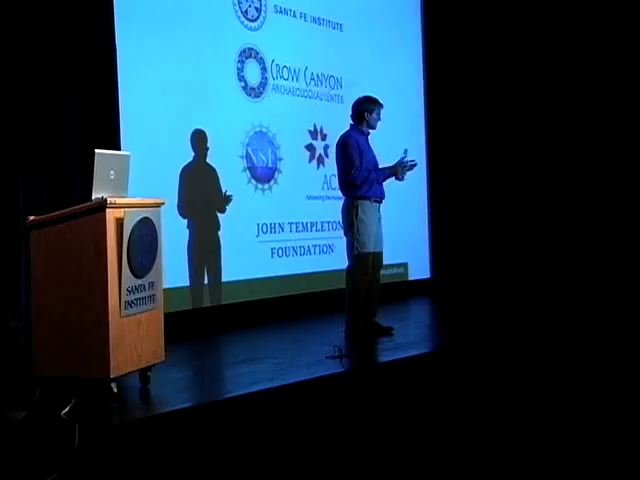 SANTA FE INSTITUTE
CROW CANYON
ARCHAEOLOGICAL CENTER
NSF
AC
JOHN TEMPLETON
FOUNDATION
SANTA FE
INSTITUTE